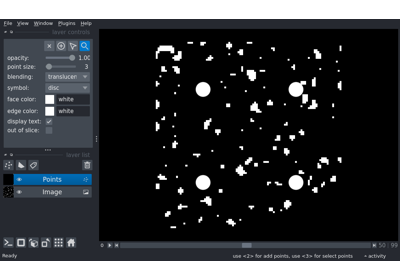 File View Window Plugins Help
layer controls
opacity: 1.00
point size: 3
blending: translucen
symbol: disc
face color: white
edge color: white
display text:
out of slice:
layer list
Points
Image
0 50 99
Ready use <2> for add points, use <3> for select points activity